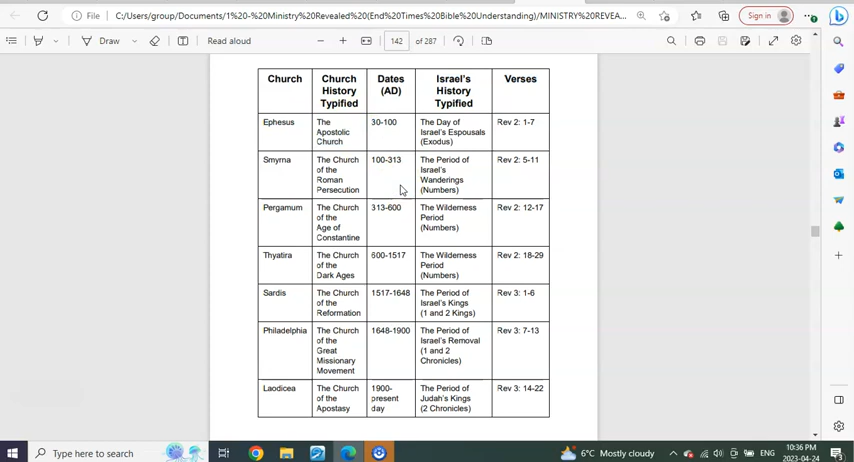 File
C:/Users/group/Documents/1%20-%20Ministry%20Revealed%20(End%20Times%20Bible%20Understanding)/MINISTRY%20REVEA...
Sign in
Draw
Read aloud
142
of 287
Church
Church
History
Typified
Dates
(AD)
Israel's
History
Typified
Verses
Ephesus
The
Apostolic
Church
30-100
The Day of
Israel's Espousals
(Exodus)
Rev 2: 1-7
Smyrna
The Church
of the
Roman
Persecution
100-313
The Period of
Israel's
Wanderings
(Numbers)
Rev 2: 5-11
Pergamum
The Church
of the
Age of
Constantine
313-600
The Wilderness
Period
(Numbers)
Rev 2: 12-17
Thyatira
The Church
of the
Dark Ages
600-1517
The Wilderness
Period
(Numbers)
Rev 2: 18-29
Sardis
The Church
of the
Reformation
1517-1648
The Period of
Israel's Kings
(1 and 2 Kings)
Rev 3: 1-6
Philadelphia
The Church
of the
Great
Missionary
Movement
1648-1900
The Period of
Israel's Removal
(1 and 2
Chronicles)
Rev 3: 7-13
Laodicea
The Church
of the
Apostasy
1900-
present
day
The Period of
Judah's Kings
(2 Chronicles)
Rev 3: 14-22
Type here to search
6°C Mostly cloudy
ENG
10:36 PM
2023-04-24